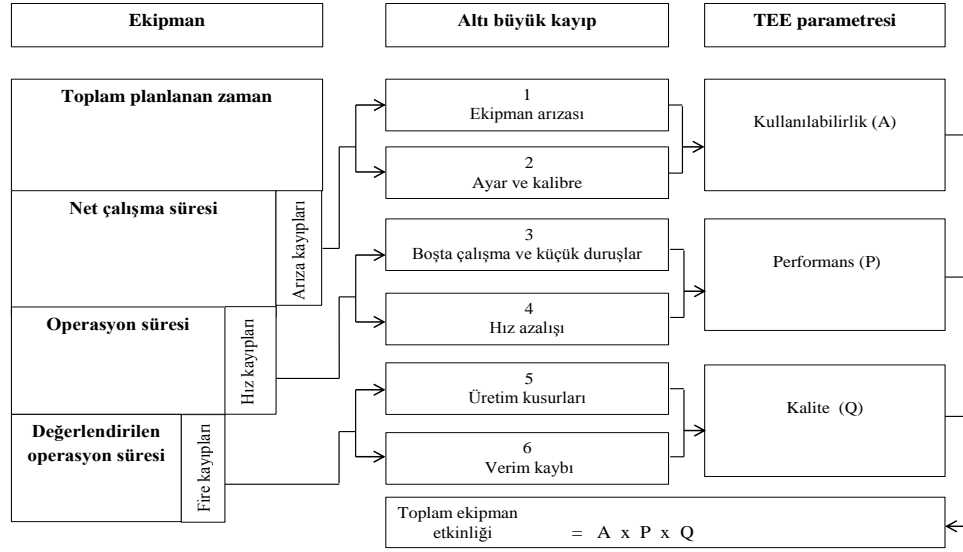 Ekipman
Altı büyük kayıp
TEE parametresi
Toplam planlanan zaman
Net çalışma süresi
Arıza kayıpları
Operasyon süresi
Hız kayıpları
Değerlendirilen
operasyon süresi
Fire kayıpları
1
Ekipman arızası
2
Ayar ve kalibre
3
Boşta çalışma ve küçük duruşlar
4
Hız azalışı
5
Üretim kusurları
6
Verim kaybı
Kullanılabilirlik (A)
Performans (P)
Kalite (Q)
Toplam ekipman
etkinliği = A x P x Q